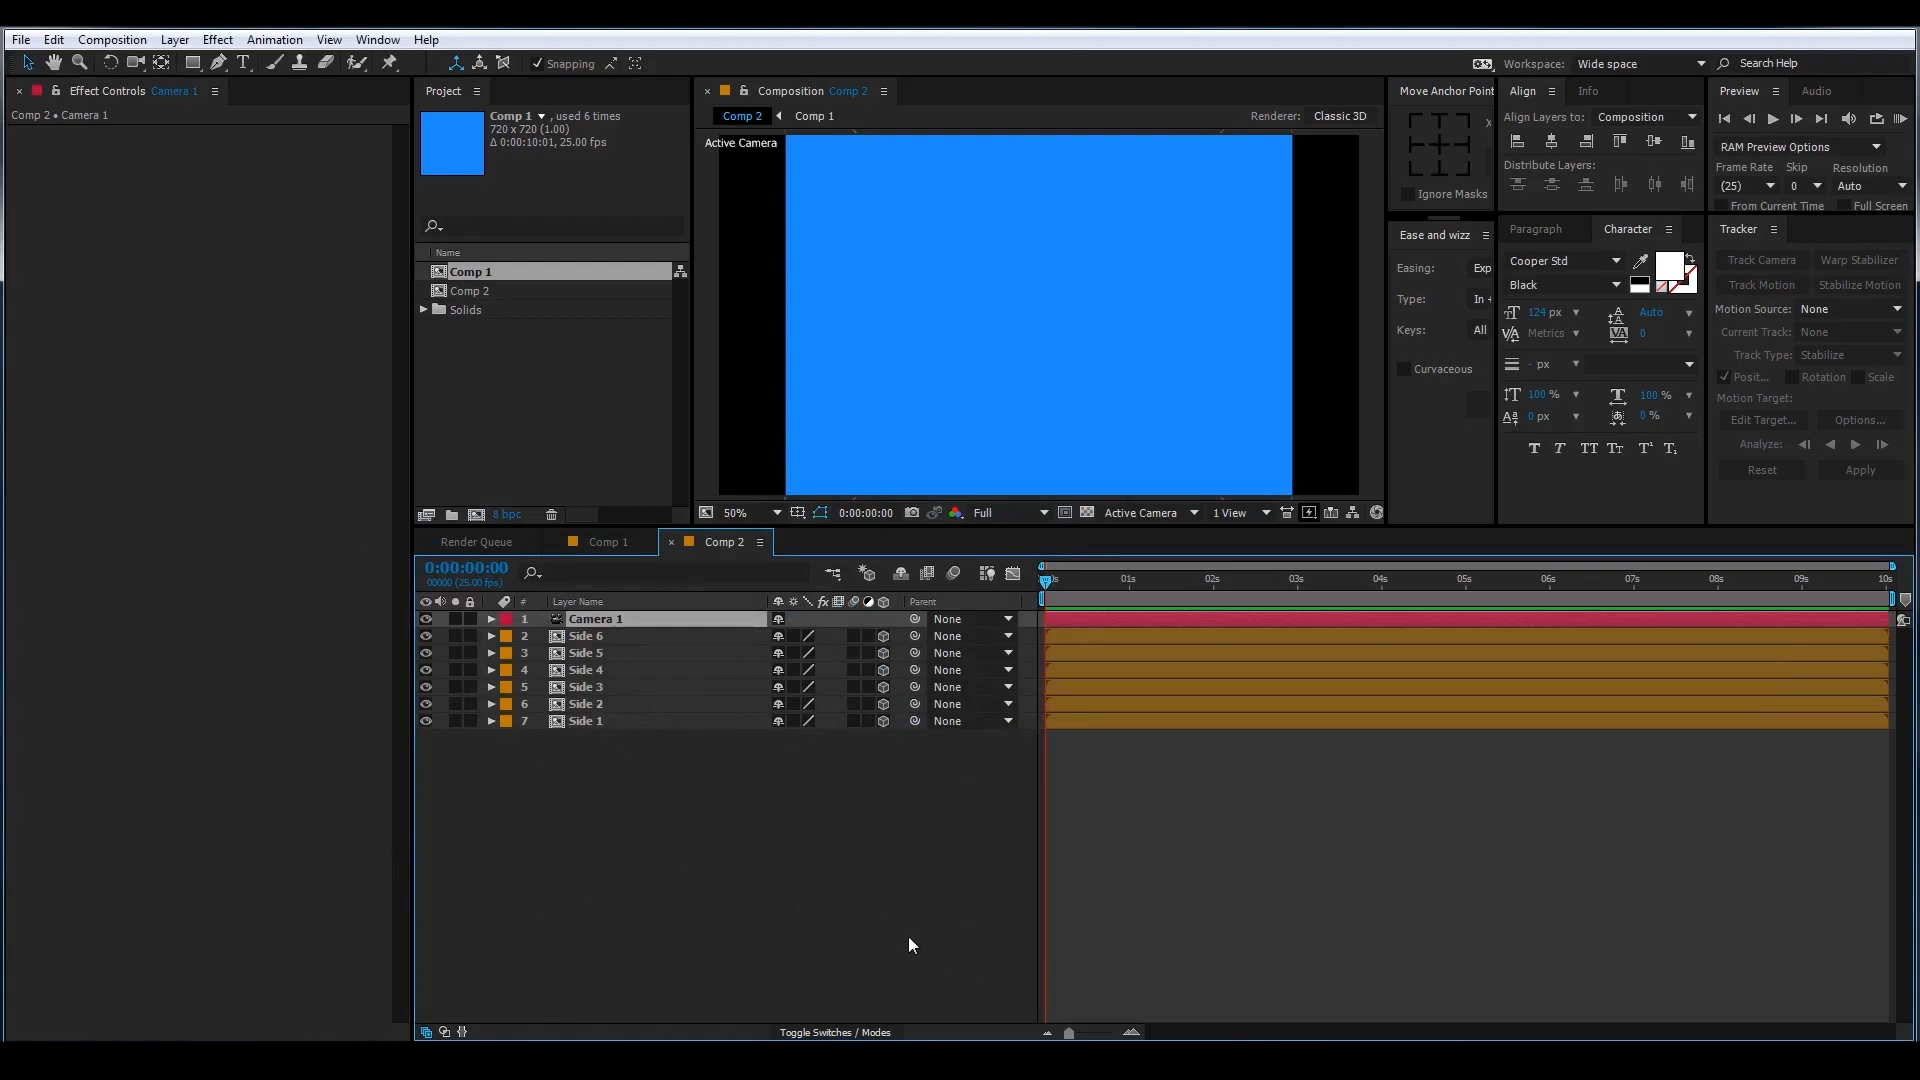 File Edit Composition Layer Effect Animation View Window Help
Snapping
Workspace: Wide space
Search Help
Effect Controls Camera 1
Comp 2 • Camera 1
Project
Comp 1 , used 6 times
720 x 720 (1.00)
Δ 0:00:10:01, 25.00 fps
Name
Comp 1
Comp 2
Solids
8 bpc
Composition Comp 2
Comp 2 Comp 1
Renderer: Classic 3D
Active Camera
50% 0:00:00:00 Full Active Camera 1 View
Move Anchor Point
Ignore Masks
Ease and wizz
Easing: Exp
Type: In +
Keys: All
Curvaceous
Align Info
Align Layers to: Composition
Distribute Layers:
Paragraph Character
Cooper Std
Black
124 px Auto
Metrics 0
- px
100 % 100 %
0 px 0 %
Preview Audio
RAM Preview Options
Frame Rate Skip Resolution
(25) 0 Auto
From Current Time Full Screen
Tracker
Track Camera Warp Stabilizer
Track Motion Stabilize Motion
Motion Source: None
Current Track: None
Track Type: Stabilize
Posit... Rotation Scale
Motion Target:
Edit Target... Options...
Analyze:
Reset Apply
Render Queue Comp 1 Comp 2
0:00:00:00
00000 (25.00 fps)
01s 02s 03s 04s 05s 06s 07s 08s 09s 10s
# Layer Name Parent
1 Camera 1 None
2 Side 6 None
3 Side 5 None
4 Side 4 None
5 Side 3 None
6 Side 2 None
7 Side 1 None
Toggle Switches / Modes